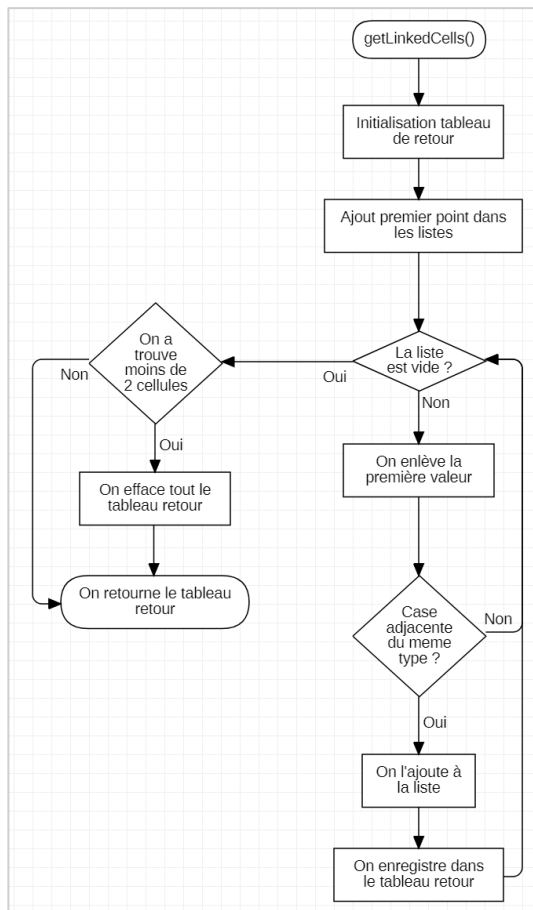 getLinkedCells()
Initialisation tableau
de retour
Ajout premier point dans
les listes
La liste
est vide ?
Oui
Non
On a
trouve
moins de
2 cellules
Non
Oui
On efface tout le
tableau retour
On retourne le tableau
retour
On enlève la
première valeur
Case
adjacente
du meme
type ?
Non
Oui
On l'ajoute à
la liste
On enregistre dans
le tableau retour